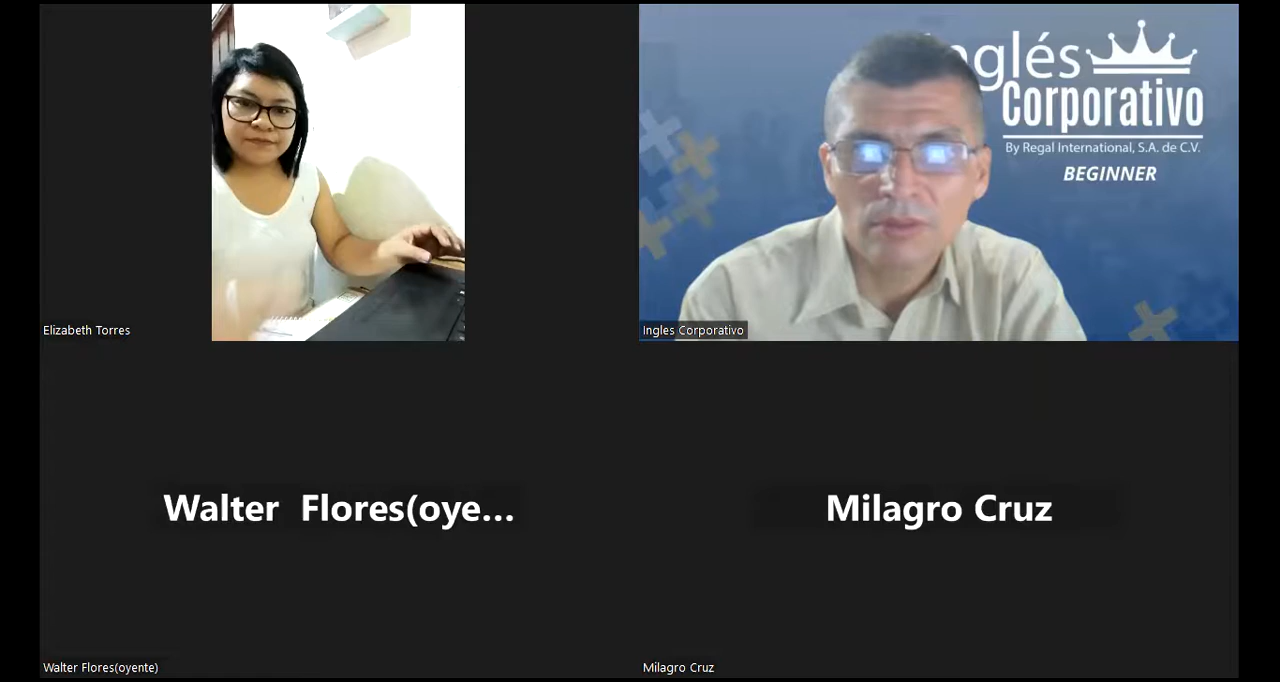 Inglés
Corporativo
By Regal International, S.A. de C.V.
BEGINNER
Elizabeth Torres
Ingles Corporativo
Walter Flores(oye...
Milagro Cruz
Walter Flores(oyente)
Milagro Cruz